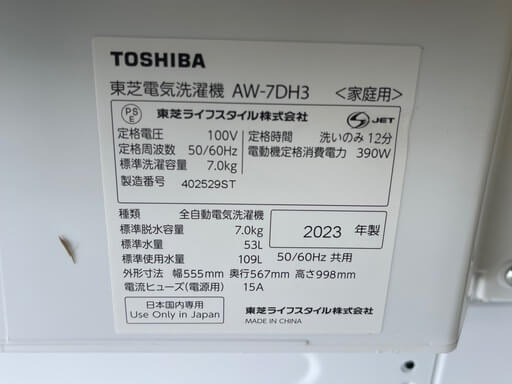 TOSHIBA
東芝電気洗濯機 AW-7DH3 <家庭用>
PS
E
東芝ライフスタイル株式会社
S JET
定格電圧 100V 定格時間 洗いのみ 12分
定格周波数 50/60Hz 電動機定格消費電力 390W
標準洗濯容量 7.0kg
製造番号 402529ST
種類 全自動電気洗濯機
標準脱水容量 7.0kg
2023 年製
標準水量 53L
標準使用水量 109L 50/60Hz 共用
外形寸法 幅555mm 奥行567mm 高さ998mm
電流ヒューズ(電源用) 15A
日本国内専用
Use Only in Japan
東芝ライフスタイル株式会社
MADE IN CHINA